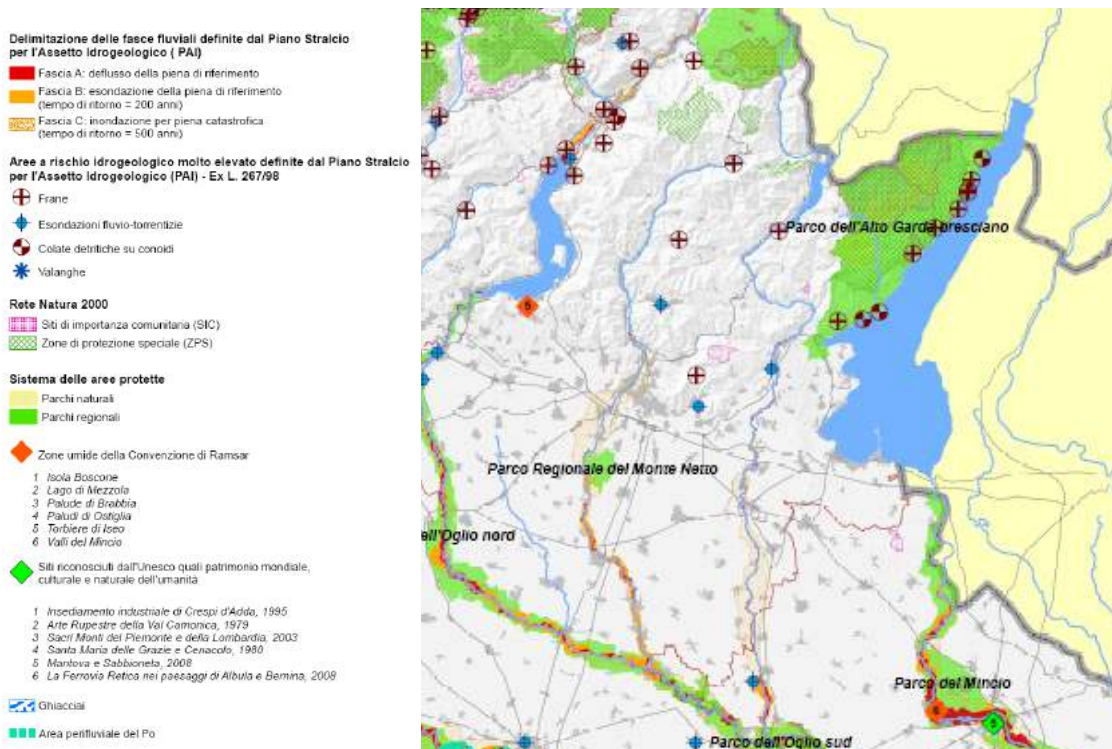 Delimitazione delle fasce fluviali definite dal Piano Stralcio
per l'Assetto Idrogeologico ( PAI)
Fascia A: deflusso della piena di riferimento
Fascia B: esondazione della piena di riferimento
(tempo di ritorno = 200 anni)
Fascia C: inondazione per piena catastrofica
(tempo di ritorno = 500 anni)
Aree a rischio idrogeologico molto elevato definite dal Piano Stralcio
per l'Assetto Idrogeologico (PAI) - Ex L. 267/98
Frane
Esondazioni fluvio-torrentizie
Colate detritiche su conoidi
Valanghe
Rete Natura 2000
Siti di importanza comunitaria (SIC)
Zone di protezione speciale (ZPS)
Sistema delle aree protette
Parchi naturali
Parchi regionali
Zone umide della Convenzione di Ramsar
1 Isola Boscone
2 Lago di Mezzola
3 Palude di Brabbia
4 Paludi di Ostiglia
5 Torbiere di Iseo
6 Valli del Mincio
Siti riconosciuti dall'Unesco quali patrimonio mondiale,
culturale e naturale dell'umanità
1 Insediamento industriale di Crespi d'Adda, 1995
2 Arte Rupestre della Val Camonica, 1979
3 Sacri Monti del Piemonte e della Lombardia, 2003
4 Santa Maria delle Grazie e Cenacolo, 1980
5 Mantova e Sabbioneta, 2008
6 La Ferrovia Retica nei paesaggi di Albula e Bernina, 2008
Ghiacciai
Area perifluviale del Po
Parco dell'Alto Garda bresciano
5
Parco Regionale del Monte Netto
ell'Oglio nord
Parco del Mincio
6
5
Parco dell'Oglio sud